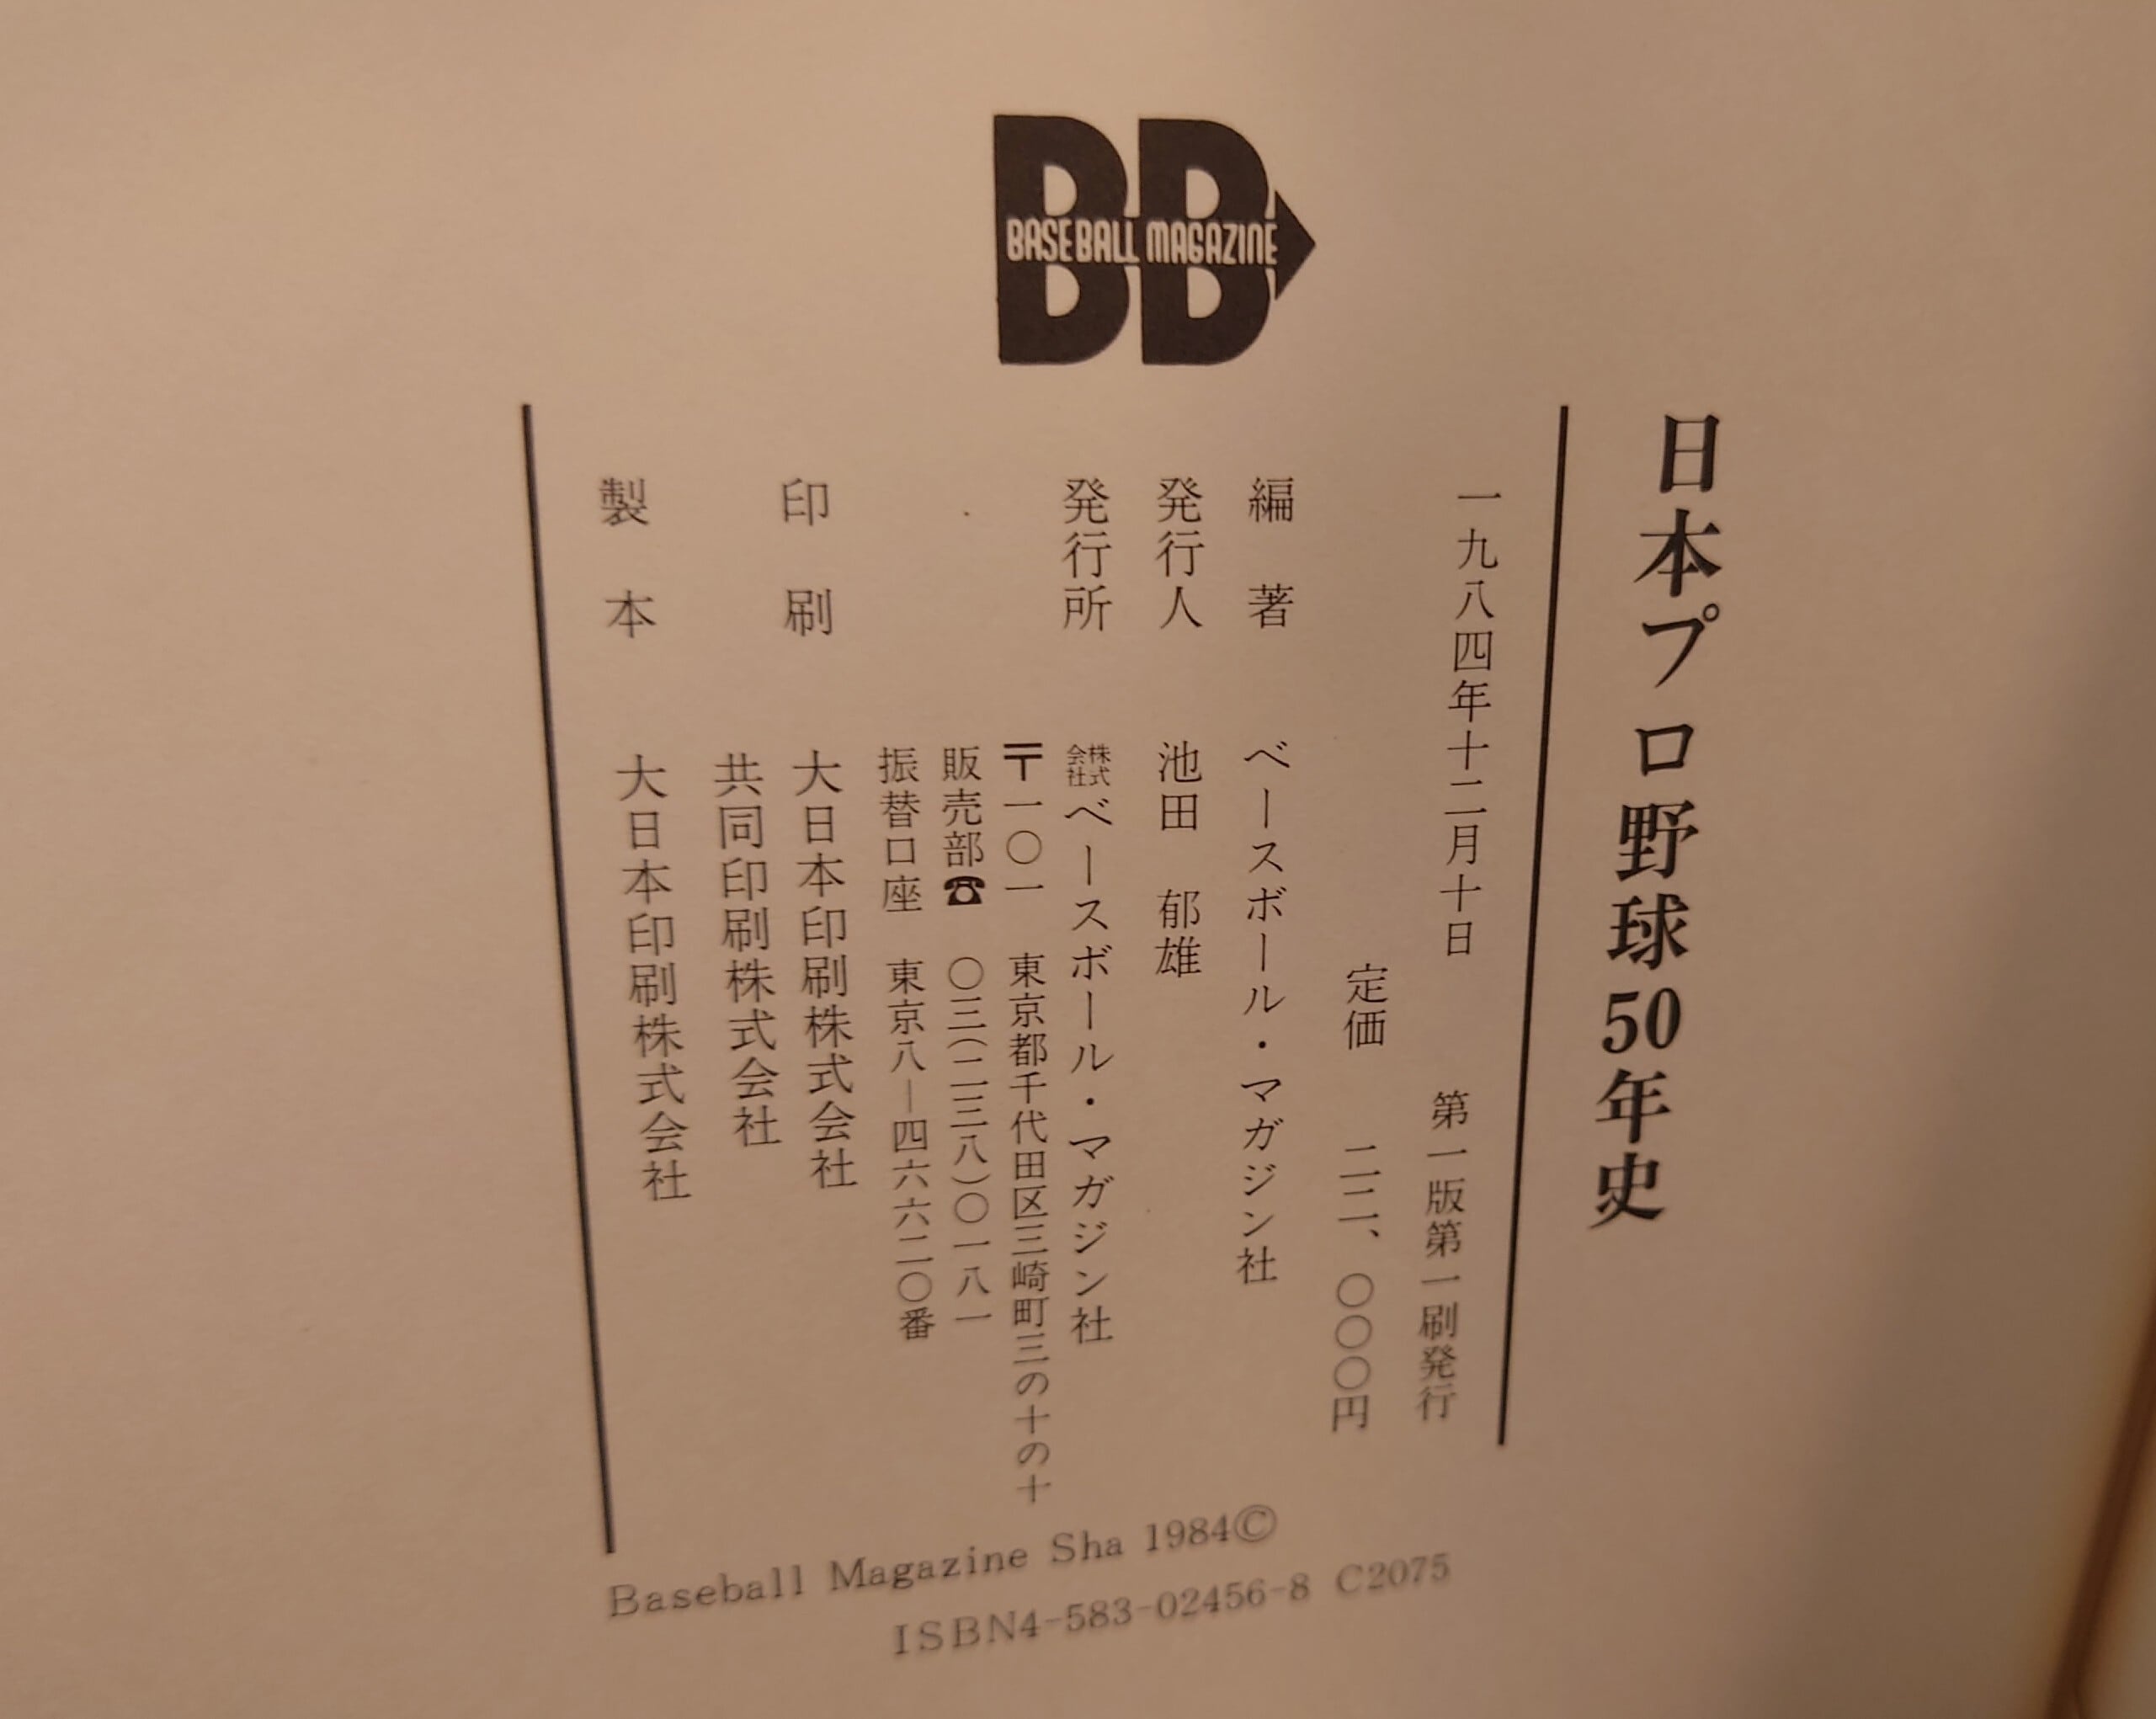 BB
BASEBALL MAGAZINE
日本プロ野球50年史
一九八四年十二月十日 第一版第一刷発行
定価 二二、〇〇〇円
編著 ベースボール・マガジン社
発行人 池田 郁雄
発行所 株式会社ベースボール・マガジン社
〒一〇一 東京都千代田区三崎町三の十の十
販売部☎ 〇三(二三八)〇一八一
振替口座 東京八―四六六二〇番
印刷 大日本印刷株式会社
共同印刷株式会社
製本 大日本印刷株式会社
Baseball Magazine Sha 1984©
ISBN4-583-02456-8 C2075